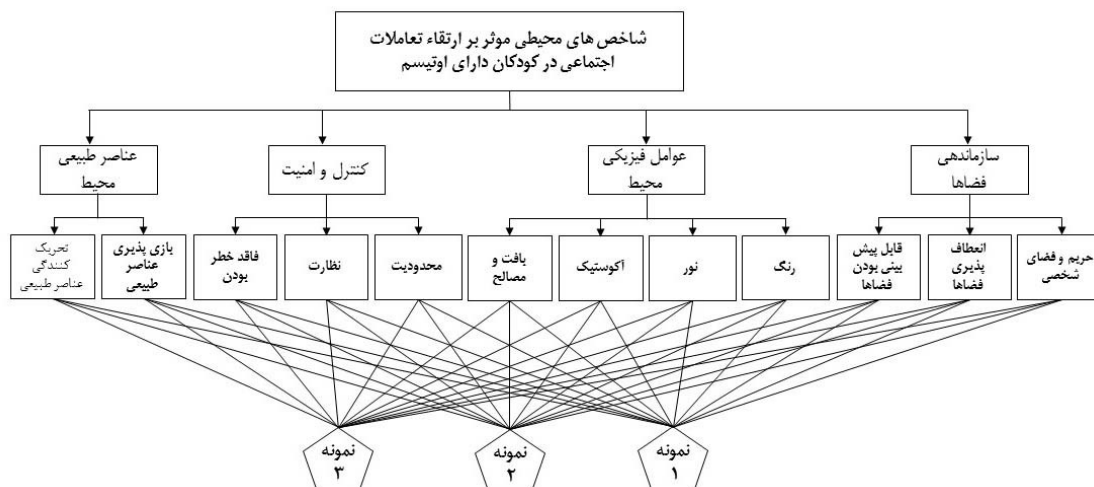 شاخص های محیطی موثر بر ارتقاء تعاملات
اجتماعی در کودکان دارای اوتیسم
سازماندهی
فضاها
عوامل فیزیکی
محیط
کنترل و امنیت
عناصر طبیعی
محیط
حریم و فضای
شخصی
انعطاف
پذیری
فضاها
قابل پیش
بینی بودن
فضاها
رنگ
نور
آکوستیک
بافت و
مصالح
محدودیت
نظارت
فاقد خطر
بودن
بازی پذیری
عناصر
طبیعی
تحریک
کنندگی
عناصر طبیعی
نمونه
۱
نمونه
۲
نمونه
۳